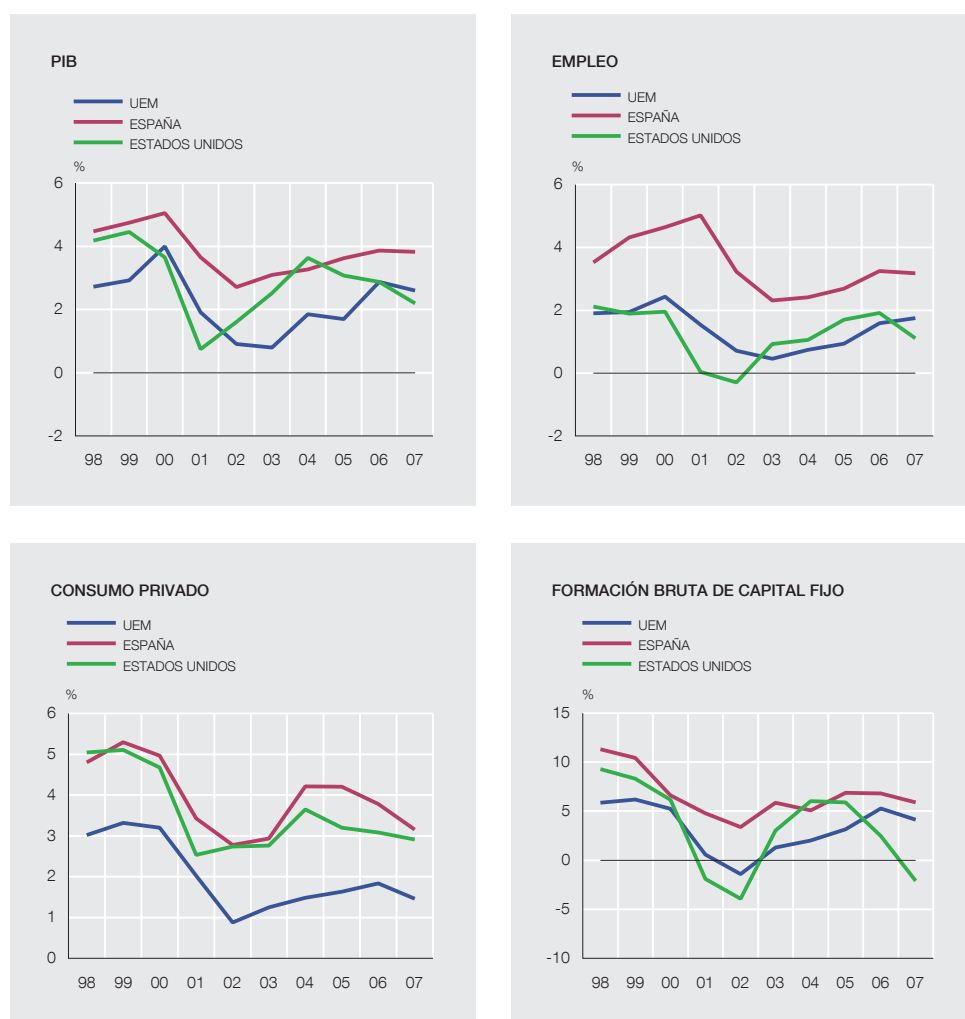 PIB
UEM
ESPAÑA
ESTADOS UNIDOS
%
6
4
2
0
-2
98 99 00 01 02 03 04 05 06 07
EMPLEO
UEM
ESPAÑA
ESTADOS UNIDOS
%
6
4
2
0
-2
98 99 00 01 02 03 04 05 06 07
CONSUMO PRIVADO
UEM
ESPAÑA
ESTADOS UNIDOS
%
6
5
4
3
2
1
0
98 99 00 01 02 03 04 05 06 07
FORMACIÓN BRUTA DE CAPITAL FIJO
UEM
ESPAÑA
ESTADOS UNIDOS
%
15
10
5
0
-5
-10
98 99 00 01 02 03 04 05 06 07